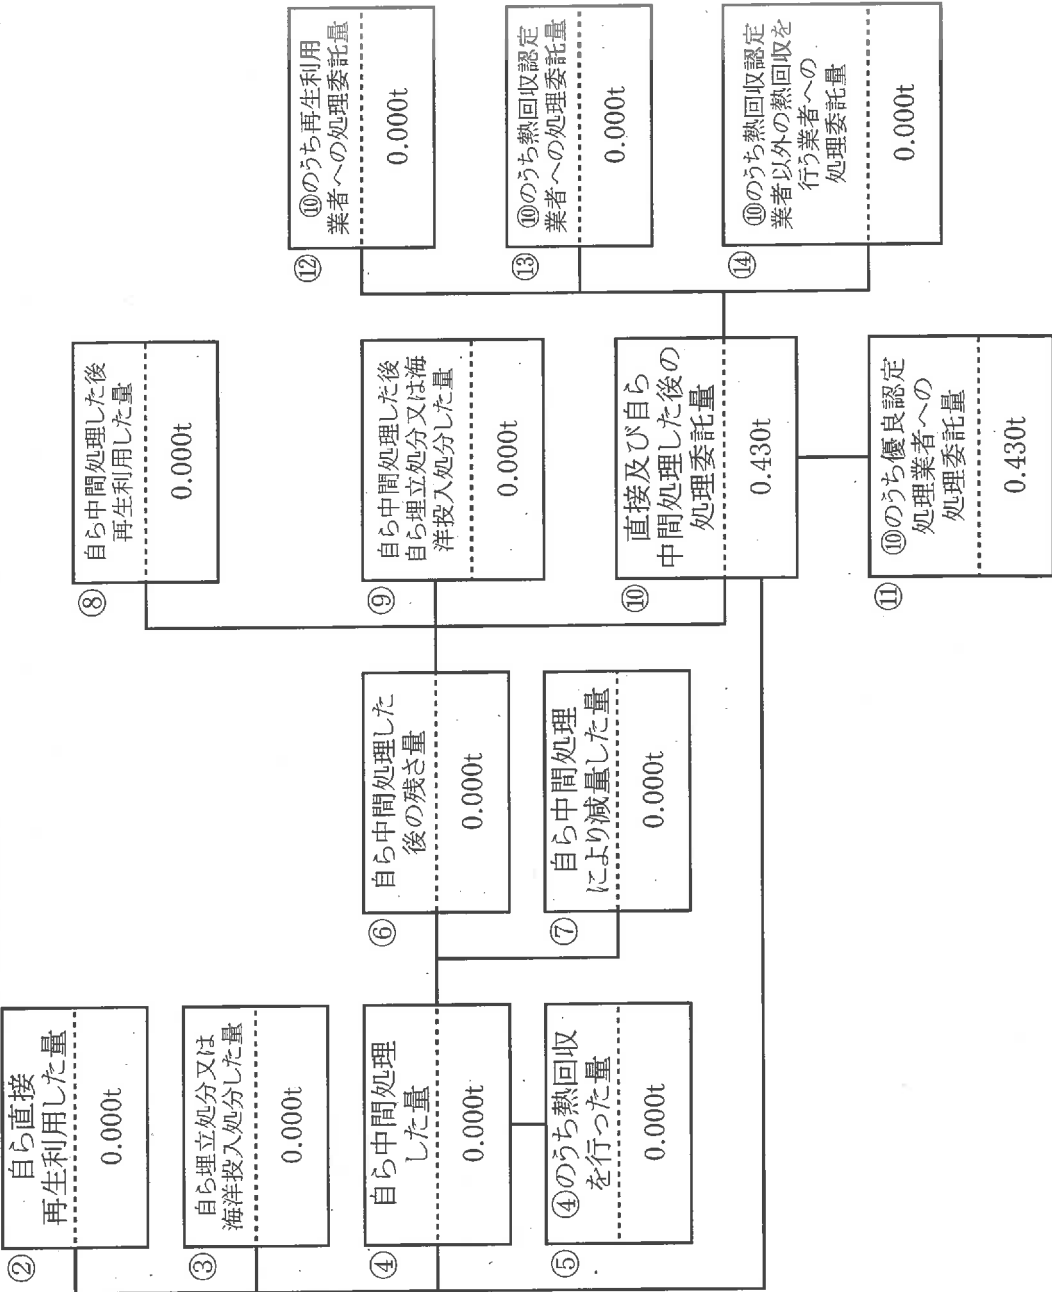 ②
自ら直接
再生利用した量
0.000t
③
自ら埋立処分又は
海洋投入処分した量
0.000t
④
自ら中間処理
した量
0.000t
⑤
④のうち熱回収
を行った量
0.000t
⑥
自ら中間処理した
後の残さ量
0.000t
⑦
自ら中間処理
により減量した量
0.000t
⑧
自ら中間処理した後
再生利用した量
0.000t
⑨
自ら中間処理した後
自ら埋立処分又は海
洋投入処分した量
0.000t
⑩
直接及び自ら
中間処理した後の
処理委託量
0.430t
⑪
⑩のうち優良認定
処理業者への
処理委託量
0.430t
⑫
⑩のうち再生利用
業者への処理委託量
0.000t
⑬
⑩のうち熱回収認定
業者への処理委託量
0.000t
⑭
⑩のうち熱回収認定
業者以外の熱回収を
行う業者への
処理委託量
0.000t